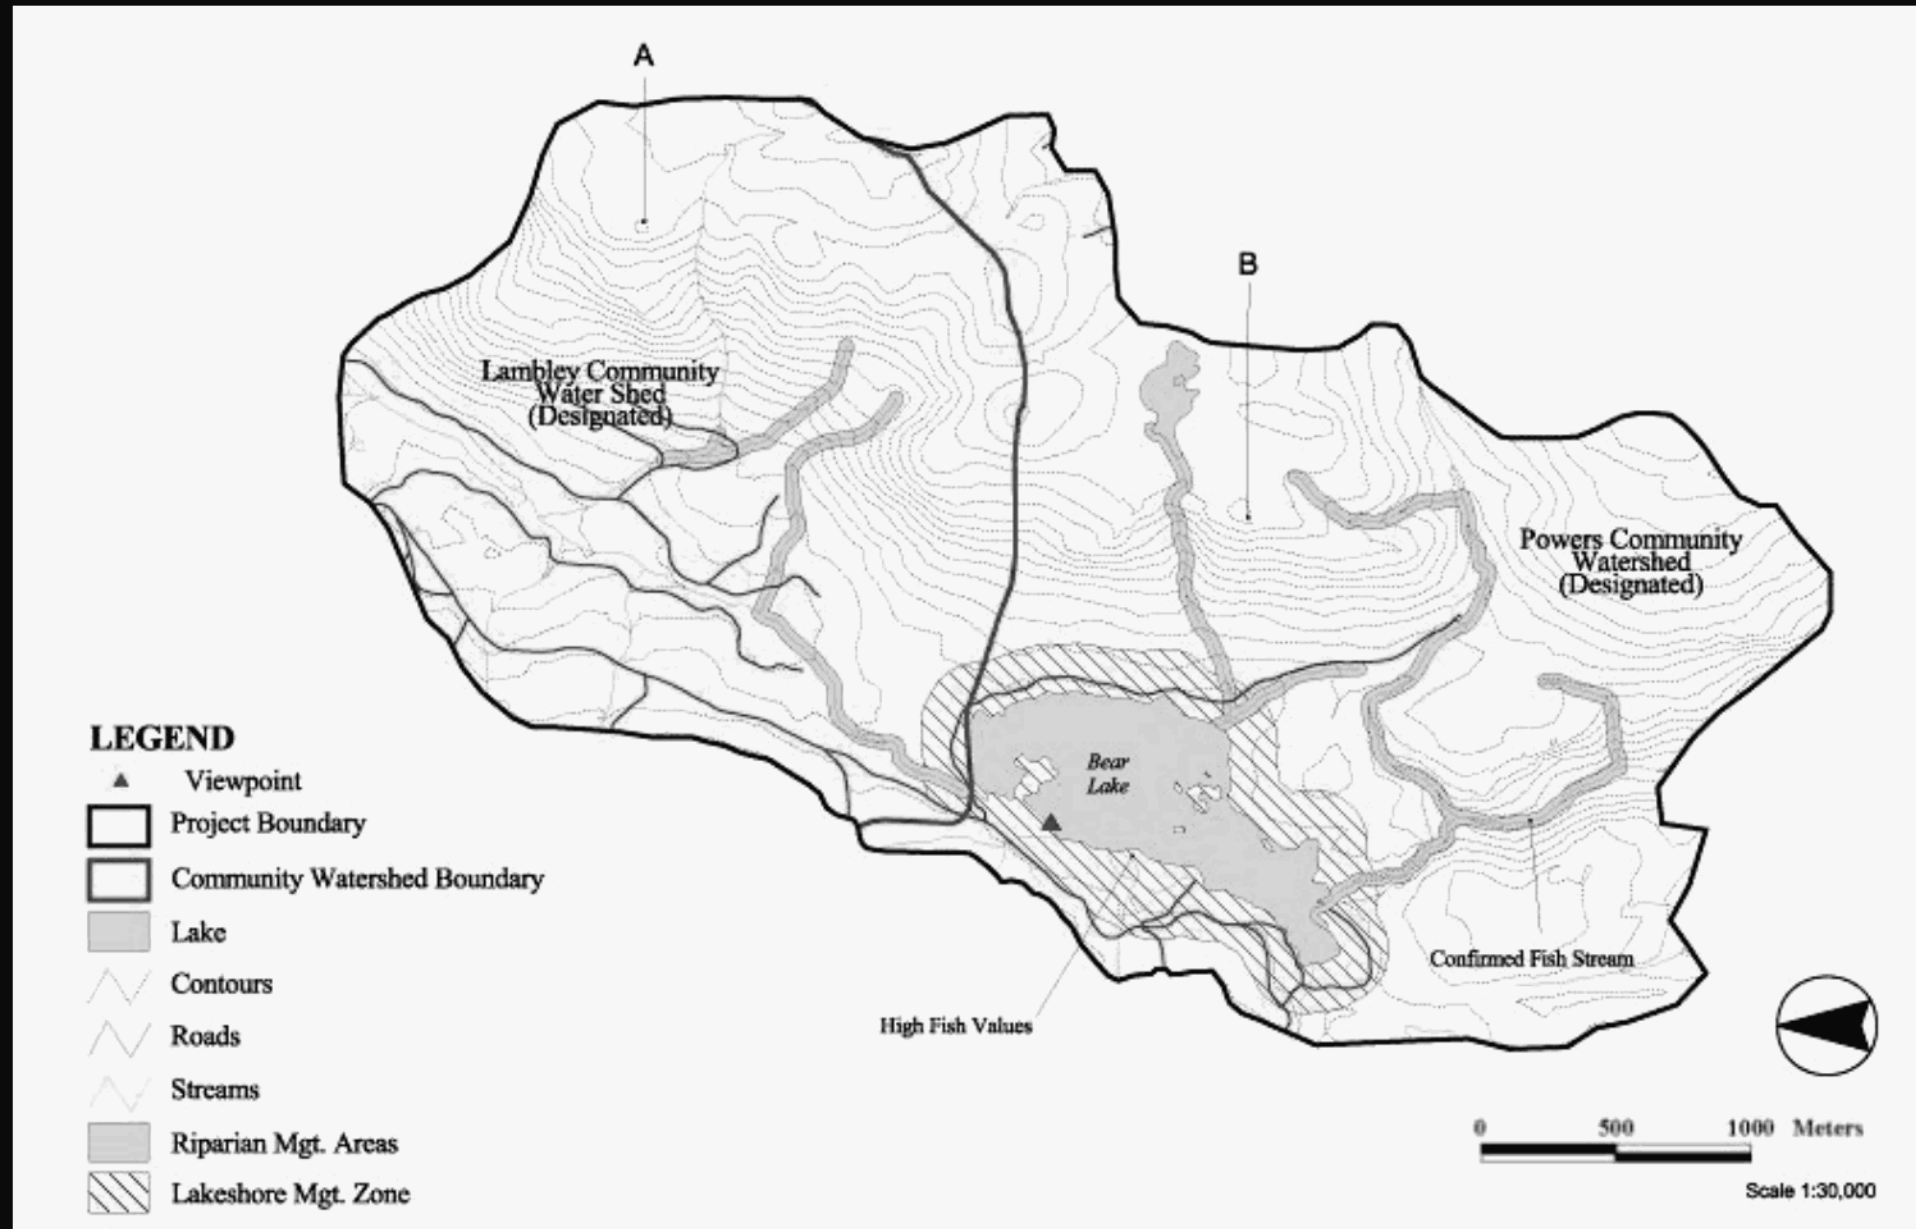 A
B
Lambley Community
Water Shed
(Designated)
Powers Community
Watershed
(Designated)
Bear
Lake
Confirmed Fish Stream
High Fish Values
LEGEND
Viewpoint
Project Boundary
Community Watershed Boundary
Lake
Contours
Roads
Streams
Riparian Mgt. Areas
Lakeshore Mgt. Zone
0 500 1000 Meters
Scale 1:30,000